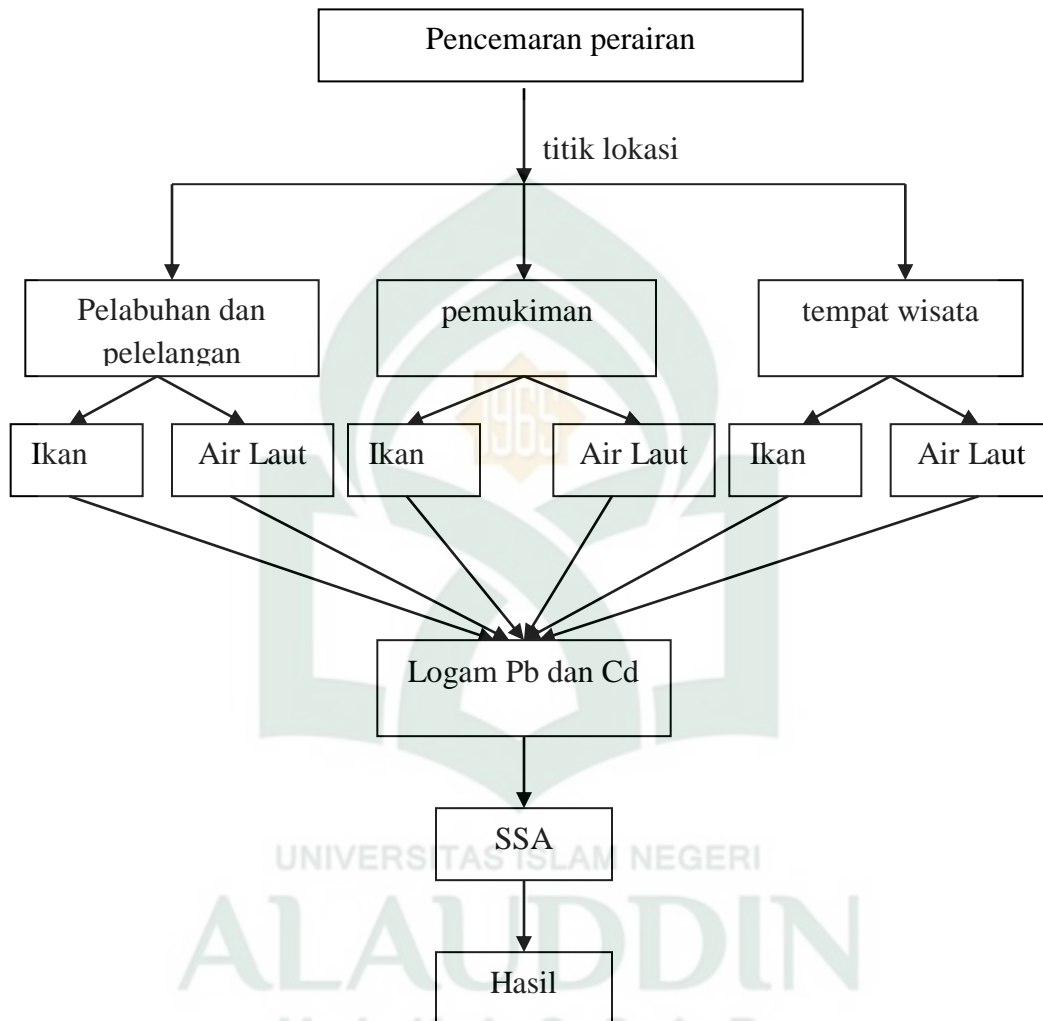 Pencemaran perairan
titik lokasi
Pelabuhan dan
pelelangan
pemukiman
tempat wisata
Ikan
Air Laut
Ikan
Air Laut
Ikan
Air Laut
Logam Pb dan Cd
SSA
Hasil
1965
UNIVERSITAS ISLAM NEGERI
ALAUDDIN